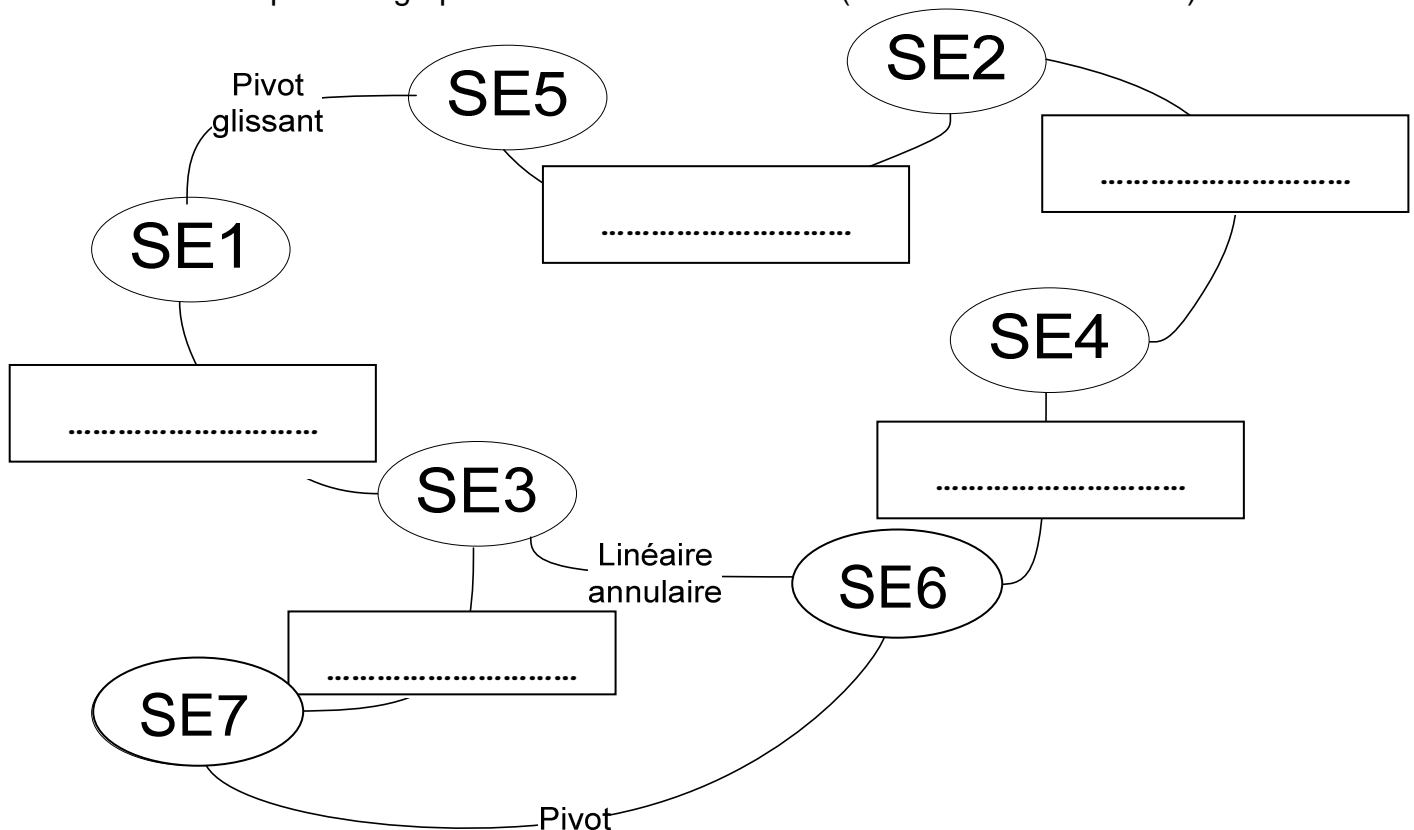 SE2
Pivot
glissant
SE5
………………………
SE1
………………………
SE4
………………………
SE3
………………………
Linéaire
annulaire
SE6
………………………
SE7
Pivot